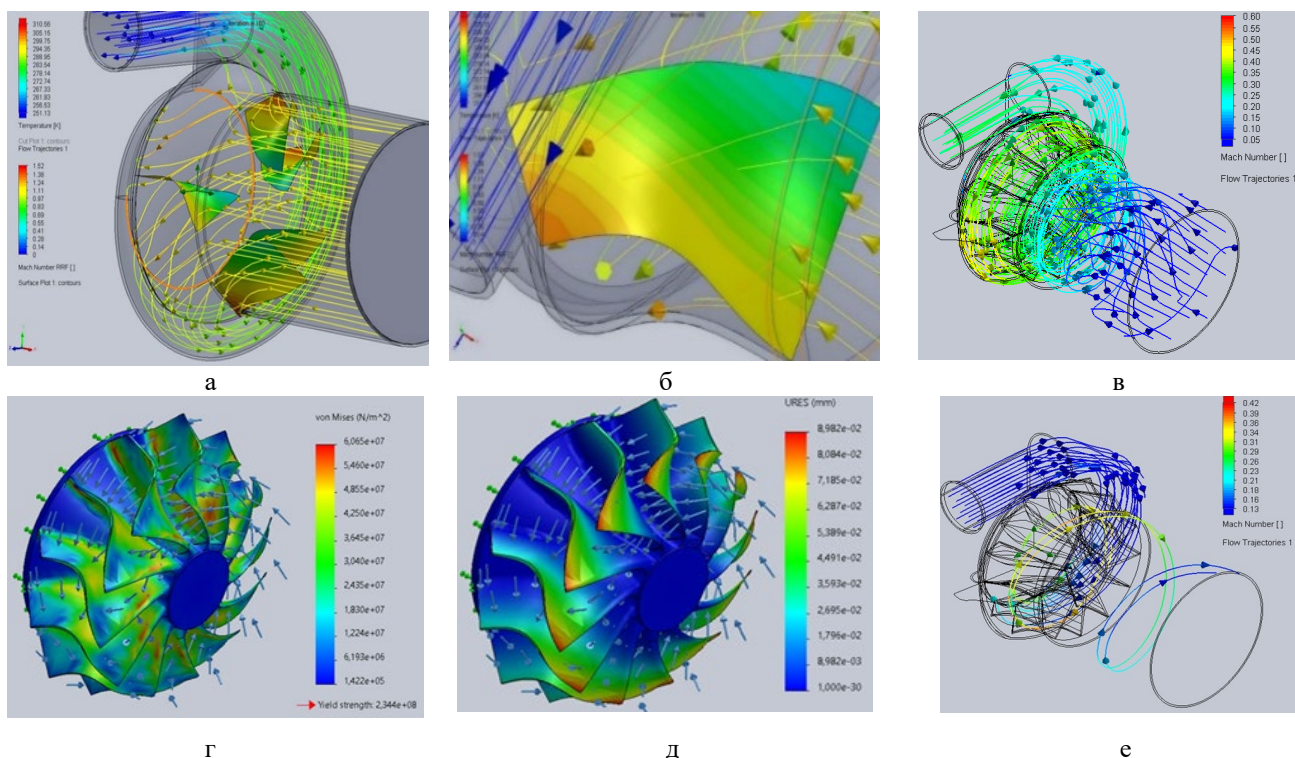 310.56
305.15
299.75
294.35
288.95
283.54
278.14
272.74
267.33
261.93
256.53
251.13
Temperature [K]
Cut Plot 1: contours
Flow Trajectories 1
1.52
1.38
1.24
1.11
0.97
0.83
0.69
0.55
0.41
0.28
0.14
0
Mach Number RRF [ ]
Surface Plot 1: contours
а
б
0.60
0.55
0.50
0.45
0.40
0.35
0.30
0.25
0.20
0.15
0.10
0.05
Mach Number [ ]
Flow Trajectories 1
в
von Mises (N/m^2)
6,065e+07
5,460e+07
4,855e+07
4,250e+07
3,645e+07
3,040e+07
2,435e+07
1,830e+07
1,224e+07
6,193e+06
1,422e+05
Yield strength: 2,344e+08
г
URES (mm)
8,982e-02
8,084e-02
7,185e-02
6,287e-02
5,389e-02
4,491e-02
3,593e-02
2,695e-02
1,796e-02
8,982e-03
1,000e-30
д
0.42
0.39
0.36
0.34
0.31
0.29
0.26
0.23
0.21
0.18
0.16
0.13
Mach Number [ ]
Flow Trajectories 1
е